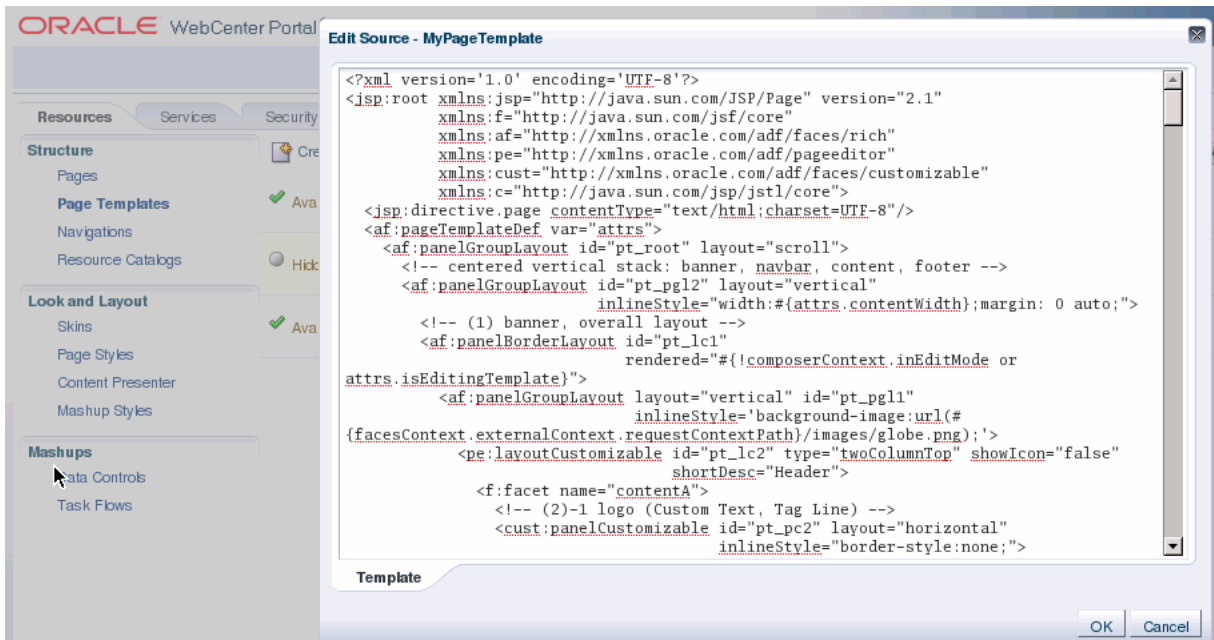 ORACLE WebCenter Portal
Resources
Services
Security
Structure
Pages
Page Templates
Navigations
Resource Catalogs
Look and Layout
Skins
Page Styles
Content Presenter
Mashup Styles
Mashups
ata Controls
Task Flows
Cre
Ava
Hidd
Ava
Edit Source - MyPageTemplate
<?xml version='1.0' encoding='UTF-8'?>
<jsp:root xmlns:jsp="http://java.sun.com/JSP/Page" version="2.1"
xmlns:f="http://java.sun.com/jsf/core"
xmlns:af="http://xmlns.oracle.com/adf/faces/rich"
xmlns:pe="http://xmlns.oracle.com/adf/pageeditor"
xmlns:cust="http://xmlns.oracle.com/adf/faces/customizable"
xmlns:c="http://java.sun.com/jsp/jstl/core">
<jsp:directive.page contentType="text/html;charset=UTF-8"/>
<af:pageTemplateDef var="attrs">
<af:panelGroupLayout id="pt_root" layout="scroll">
<!-- centered vertical stack: banner, navbar, content, footer -->
<af:panelGroupLayout id="pt_pgl2" layout="vertical"
inlineStyle="width:#{attrs.contentWidth};margin: 0 auto;">
<!-- (1) banner, overall layout -->
<af:panelBorderLayout id="pt_lc1"
rendered="#{!composerContext.inEditMode or
attrs.isEditingTemplate}">
<af:panelGroupLayout layout="vertical" id="pt_pgl1"
inlineStyle='background-image:url(#
{facesContext.externalContext.requestContextPath}/images/globe.png);'>
<pe:layoutCustomizable id="pt_lc2" type="twoColumnTop" showIcon="false"
shortDesc="Header">
<f:facet name="contentA">
<!-- (2)-1 logo (Custom Text, Tag Line) -->
<cust:panelCustomizable id="pt_pc2" layout="horizontal"
inlineStyle="border-style:none;">
Template
OK
Cancel